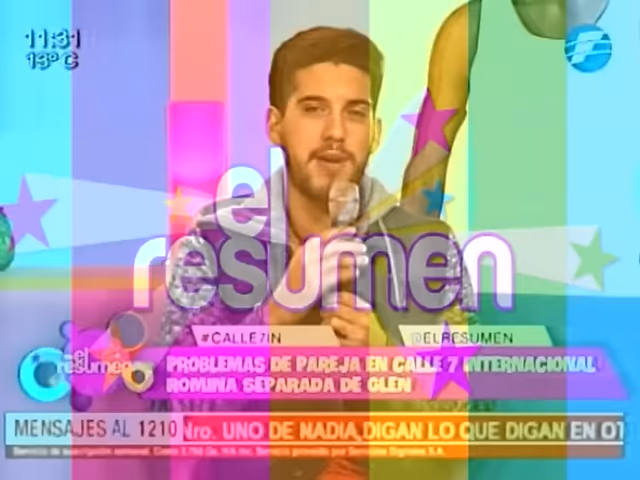 11:31
13º C
el
resumen
#CALLE7IN
@ELRESUMEN
el
resumen
PROBLEMAS DE PAREJA EN CALLE 7 INTERNACIONAL
ROMINA SEPARADA DE GLEN
MENSAJES AL 1210
Nro. UNO DE NADIA,DIGAN LO QUE DIGAN EN OT